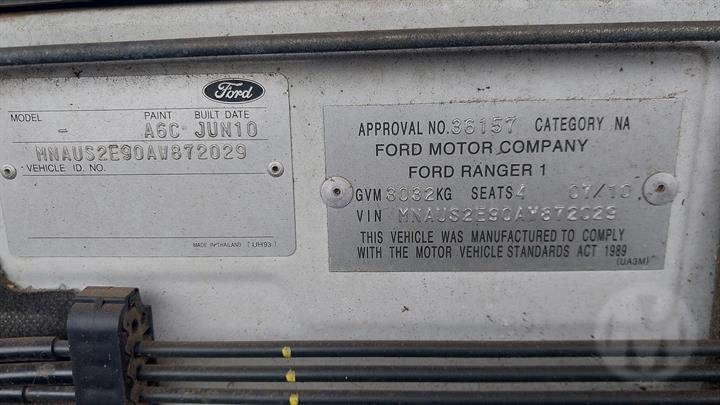 Ford
MODEL PAINT BUILT DATE
- A6C JUN10
MNAUS2E90AW872029
VEHICLE ID. NO.
MADE IN THAILAND (UH93)
APPROVAL NO. 36157 CATEGORY NA
FORD MOTOR COMPANY
FORD RANGER 1
GVM 3082KG SEATS 4 07/10
VIN MNAUS2E90AW872029
THIS VEHICLE WAS MANUFACTURED TO COMPLY
WITH THE MOTOR VEHICLE STANDARDS ACT 1989
(UA3M)